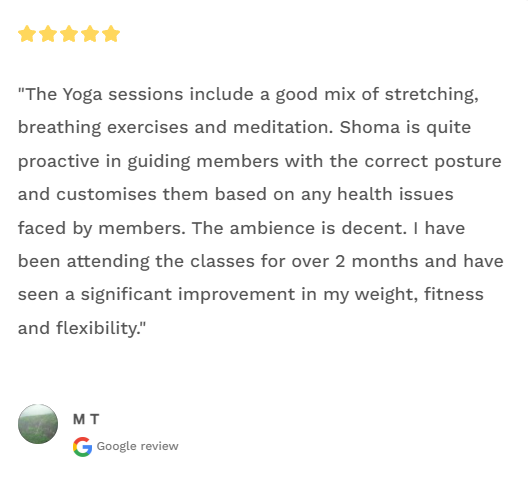 "The Yoga sessions include a good mix of stretching,
breathing exercises and meditation. Shoma is quite
proactive in guiding members with the correct posture
and customises them based on any health issues
faced by members. The ambience is decent. I have
been attending the classes for over 2 months and have
seen a significant improvement in my weight, fitness
and flexibility."
M T
Google review